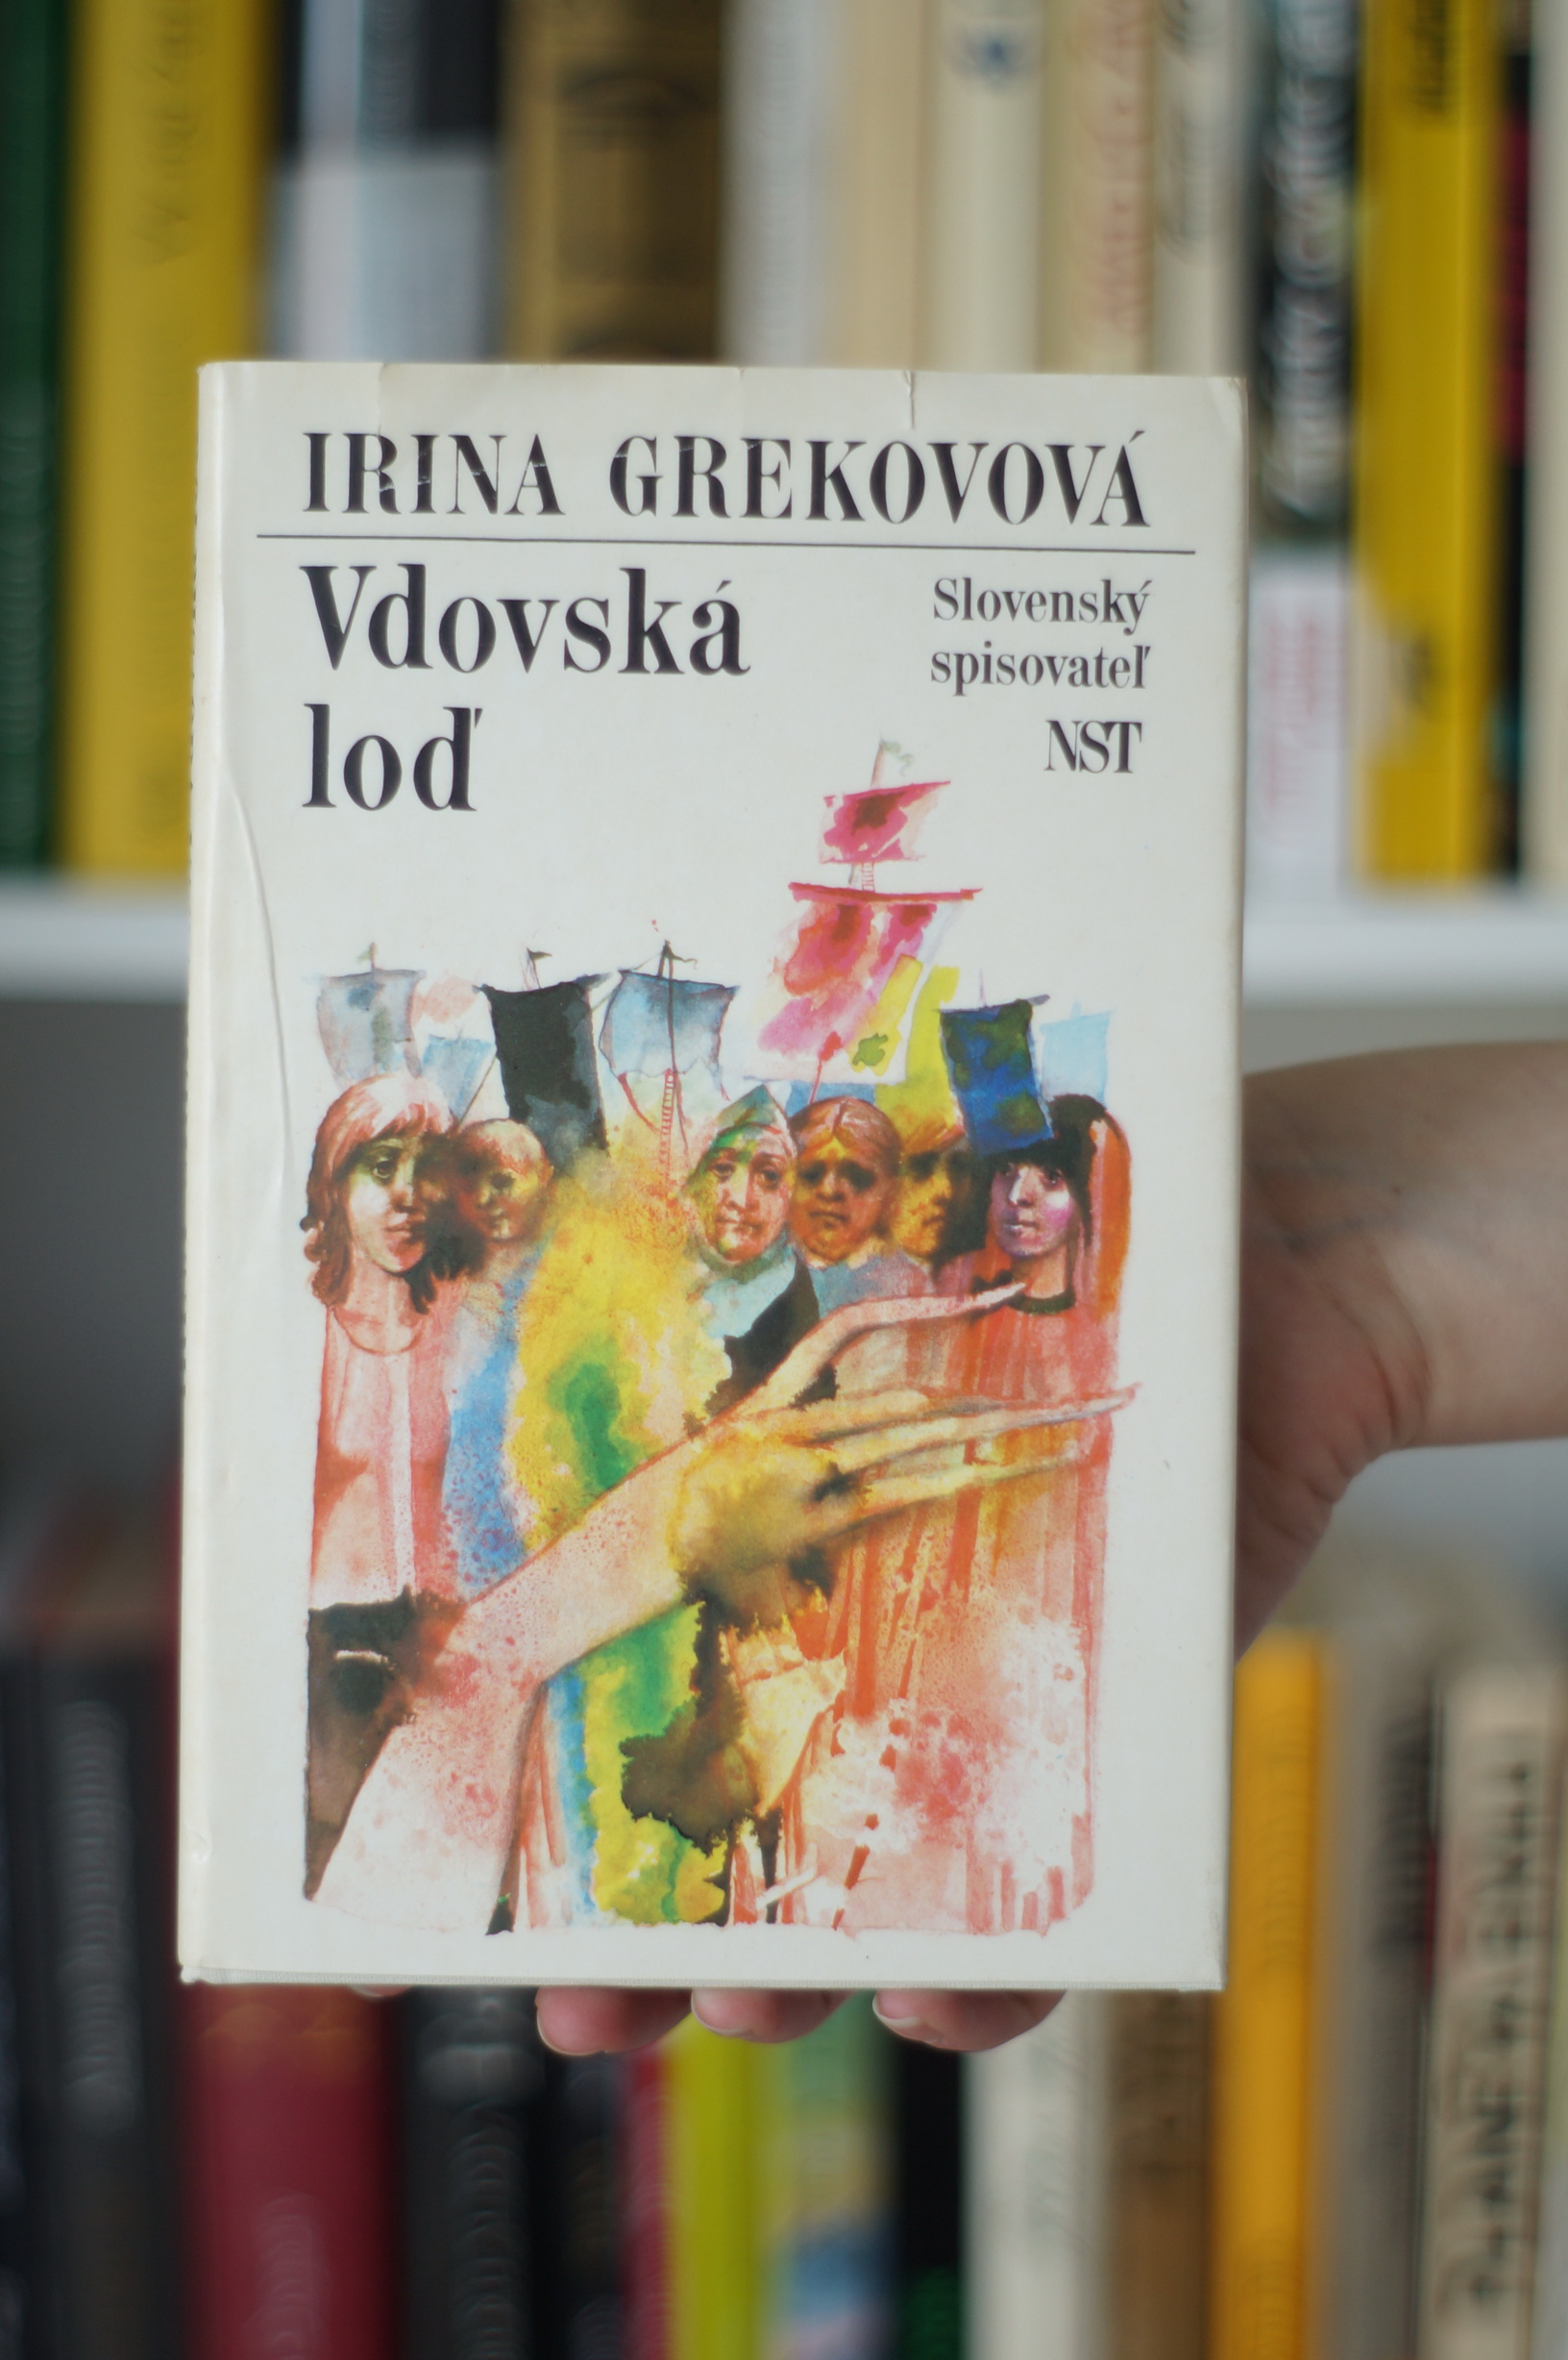 IRINA GREKOVOVÁ
Vdovská
loď
Slovenský
spisovateľ
NST